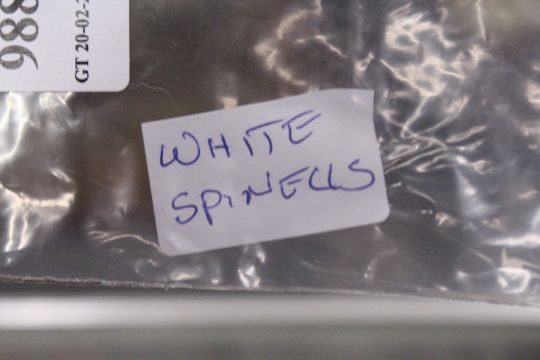 988
GT 20-02-
WHITE
SPINELLS